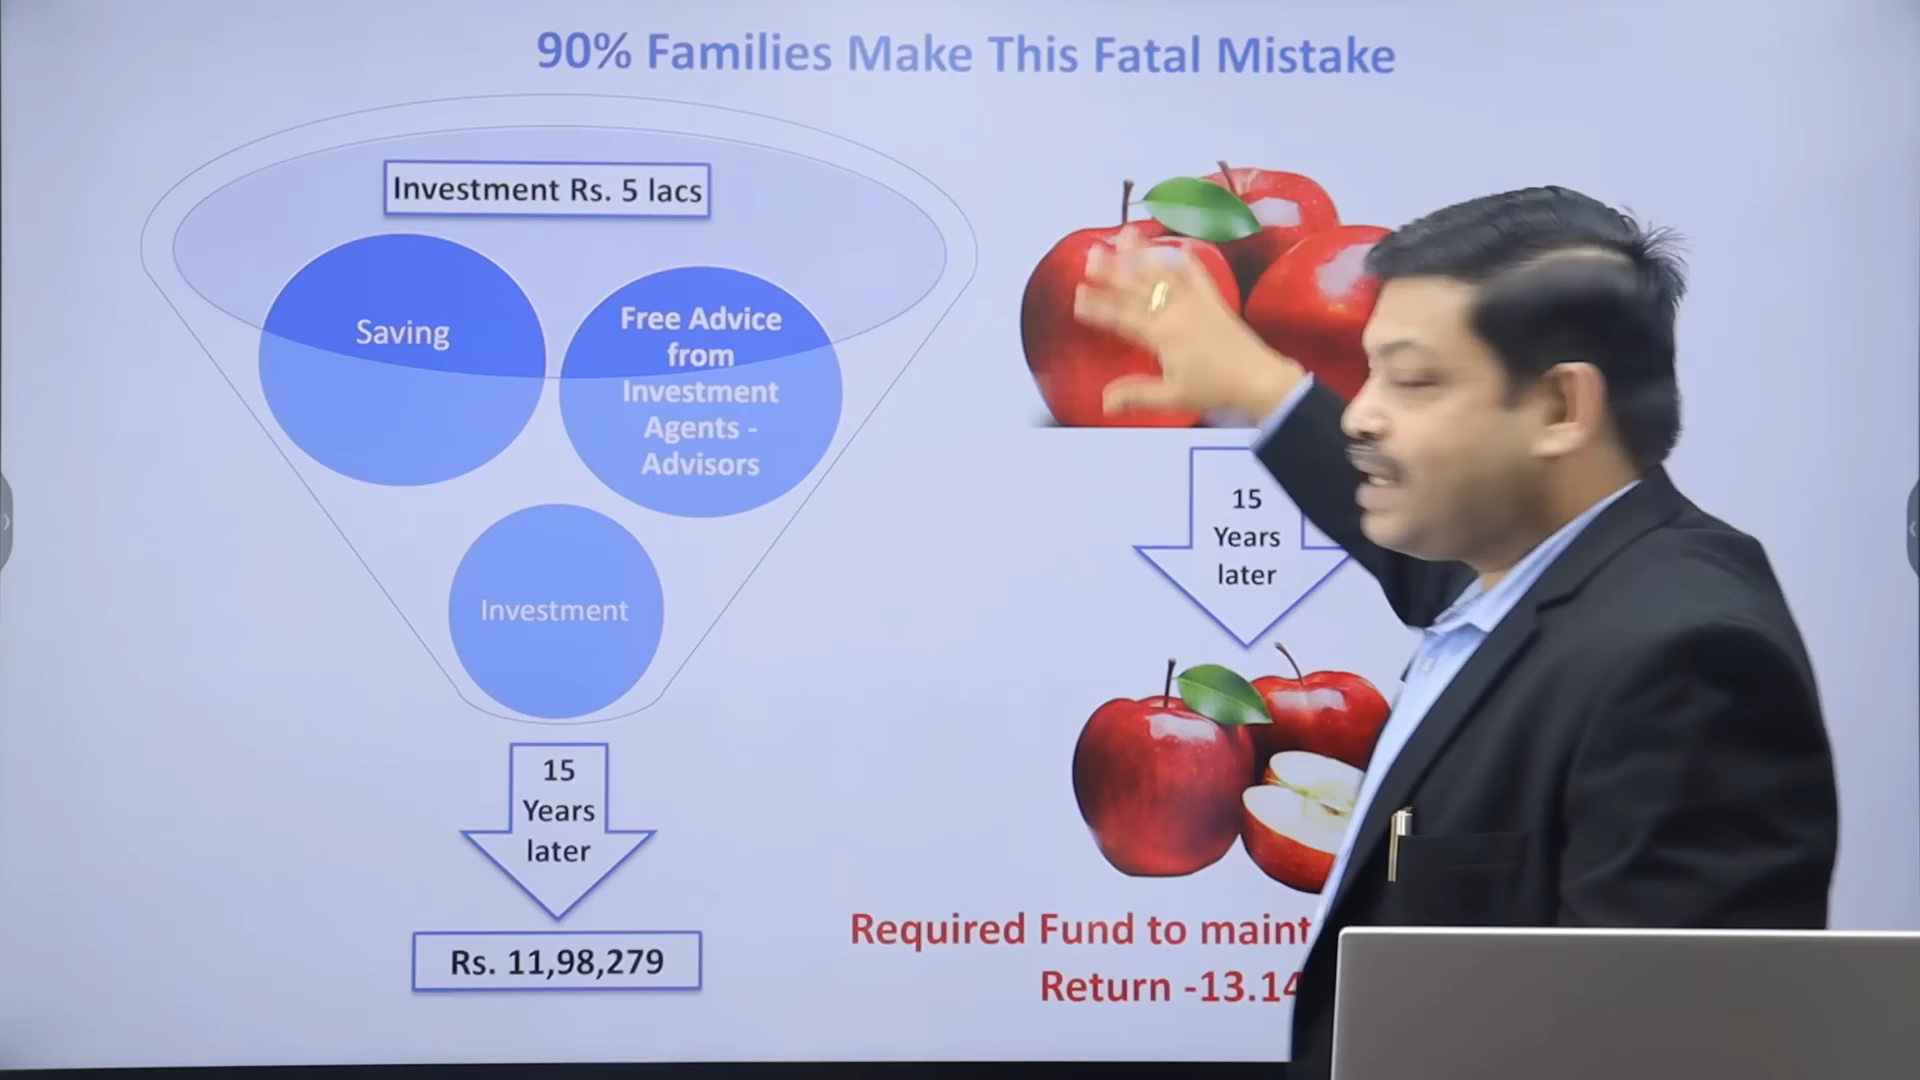 90% Families Make This Fatal Mistake
Investment Rs. 5 lacs
Saving
Free Advice
from
Investment
Agents -
Advisors
Investment
15
Years
later
Rs. 11,98,279
15
Years
later
Required Fund to
Return -13.14